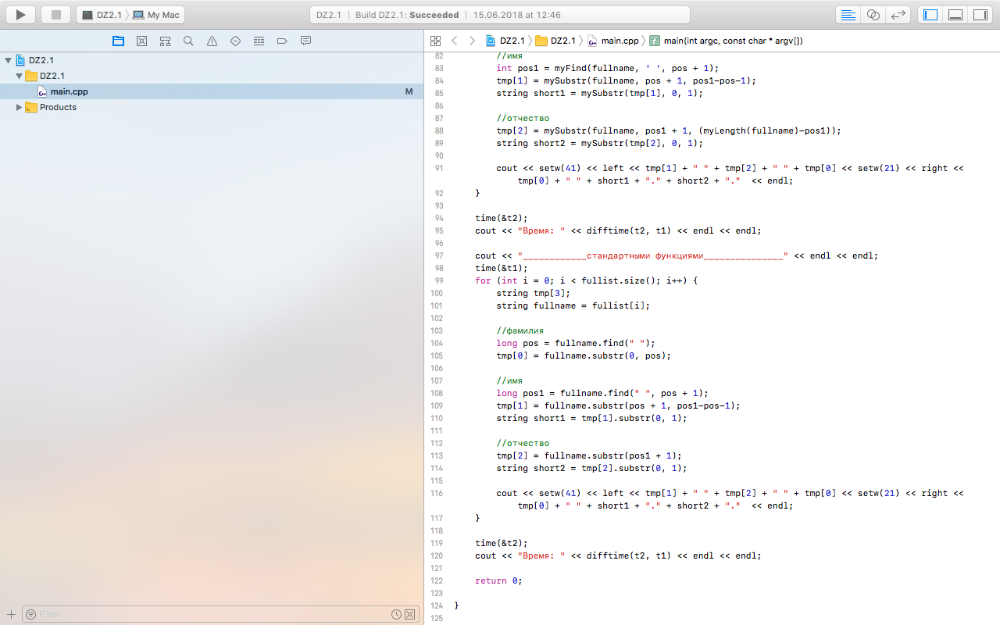 DZ2.1 My Mac
DZ2.1 | Build DZ2.1: Succeeded | 15.06.2018 at 12:46
DZ2.1
DZ2.1
main.cpp M
Products
Filter
DZ2.1 DZ2.1 main.cpp main(int argc, const char * argv[])
82 //имя
83 int pos1 = myFind(fullname, ' ', pos + 1);
84 tmp[1] = mySubstr(fullname, pos + 1, pos1-pos-1);
85 string short1 = mySubstr(tmp[1], 0, 1);
86
87 //отчество
88 tmp[2] = mySubstr(fullname, pos1 + 1, (myLength(fullname)-pos1));
89 string short2 = mySubstr(tmp[2], 0, 1);
90
91 cout << setw(41) << left << tmp[1] + " " + tmp[2] + " " + tmp[0] << setw(21) << right <<
tmp[0] + " " + short1 + "." + short2 + "."  << endl;
92 }
93
94 time(&t2);
95 cout << "Время: " << difftime(t2, t1) << endl << endl;
96
97 cout << "____________стандартными функциями_______________" << endl << endl;
98 time(&t1);
99 for (int i = 0; i < fullist.size(); i++) {
100 string tmp[3];
101 string fullname = fullist[i];
102
103 //фамилия
104 long pos = fullname.find(" ");
105 tmp[0] = fullname.substr(0, pos);
106
107 //имя
108 long pos1 = fullname.find(" ", pos + 1);
109 tmp[1] = fullname.substr(pos + 1, pos1-pos-1);
110 string short1 = tmp[1].substr(0, 1);
111
112 //отчество
113 tmp[2] = fullname.substr(pos1 + 1);
114 string short2 = tmp[2].substr(0, 1);
115
116 cout << setw(41) << left << tmp[1] + " " + tmp[2] + " " + tmp[0] << setw(21) << right <<
tmp[0] + " " + short1 + "." + short2 + "."  << endl;
117 }
118
119 time(&t2);
120 cout << "Время: " << difftime(t2, t1) << endl << endl;
121
122 return 0;
123
124 }
125